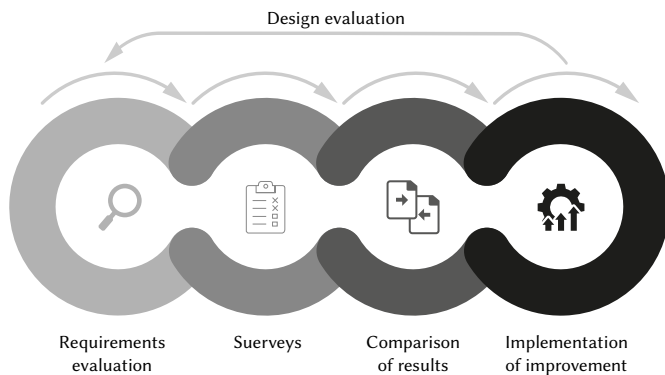 Design evaluation
Requirements
evaluation
Suerveys
Comparison
of results
Implementation
of improvement